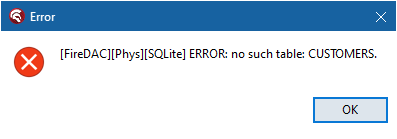 Error
[FireDAC][Phys][SQLite] ERROR: no such table: CUSTOMERS.
OK